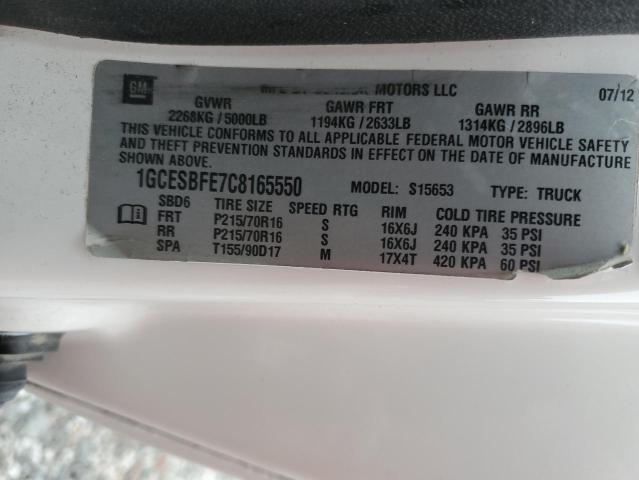 GM MOTORS LLC 07/12
GVWR GAWR FRT GAWR RR
2268KG / 5000LB 1194KG / 2633LB 1314KG / 2896LB
THIS VEHICLE CONFORMS TO ALL APPLICABLE FEDERAL MOTOR VEHICLE SAFETY
AND THEFT PREVENTION STANDARDS IN EFFECT ON THE DATE OF MANUFACTURE
1GCESBFE7C8165550 MODEL: S15653 TYPE: TRUCK
SBD6 TIRE SIZE SPEED RTG RIM COLD TIRE PRESSURE
FRT P215/70R16 S 16X6J 240 KPA 35 PSI
RR P215/70R16 S 16X6J 240 KPA 35 PSI
SPA T155/90D17 M 17X4T 420 KPA 60 PSI